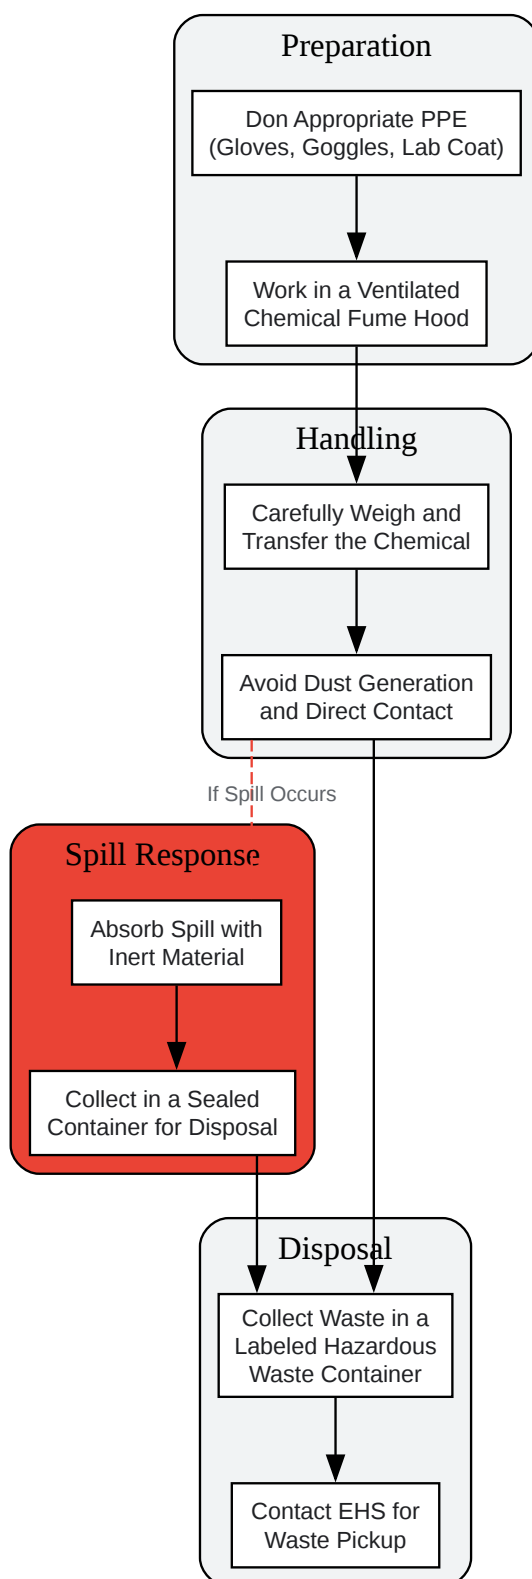 Preparation
Don Appropriate PPE
(Gloves, Goggles, Lab Coat)
Work in a Ventilated
Chemical Fume Hood
Handling
Carefully Weigh and
Transfer the Chemical
Avoid Dust Generation
and Direct Contact
If Spill Occurs
Spill Response
Absorb Spill with
Inert Material
Collect in a Sealed
Container for Disposal
Disposal
Collect Waste in a
Labeled Hazardous
Waste Container
Contact EHS for
Waste Pickup